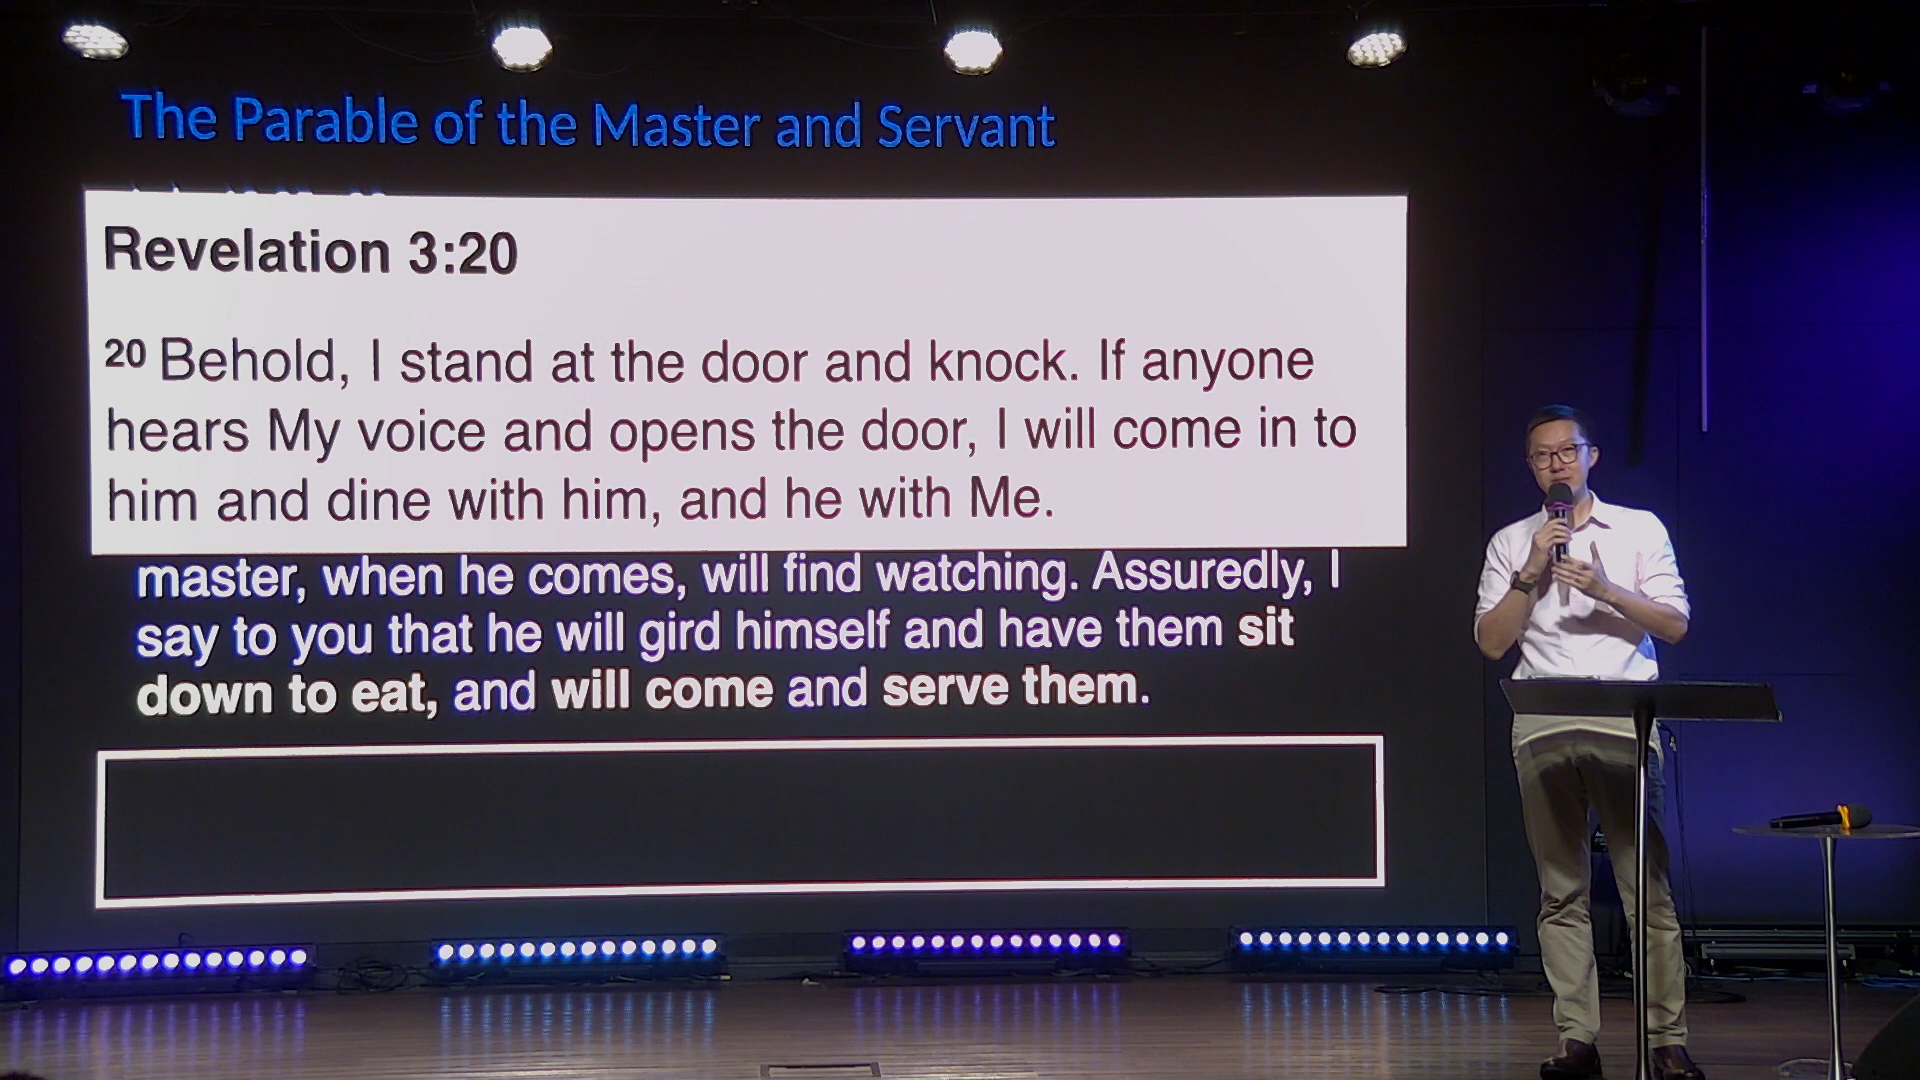 The Parable of the Master and Servant
Revelation 3:20
20 Behold, I stand at the door and knock. If anyone
hears My voice and opens the door, I will come in to
him and dine with him, and he with Me.
master, when he comes, will find watching. Assuredly, I
say to you that he will gird himself and have them sit
down to eat, and will come and serve them.